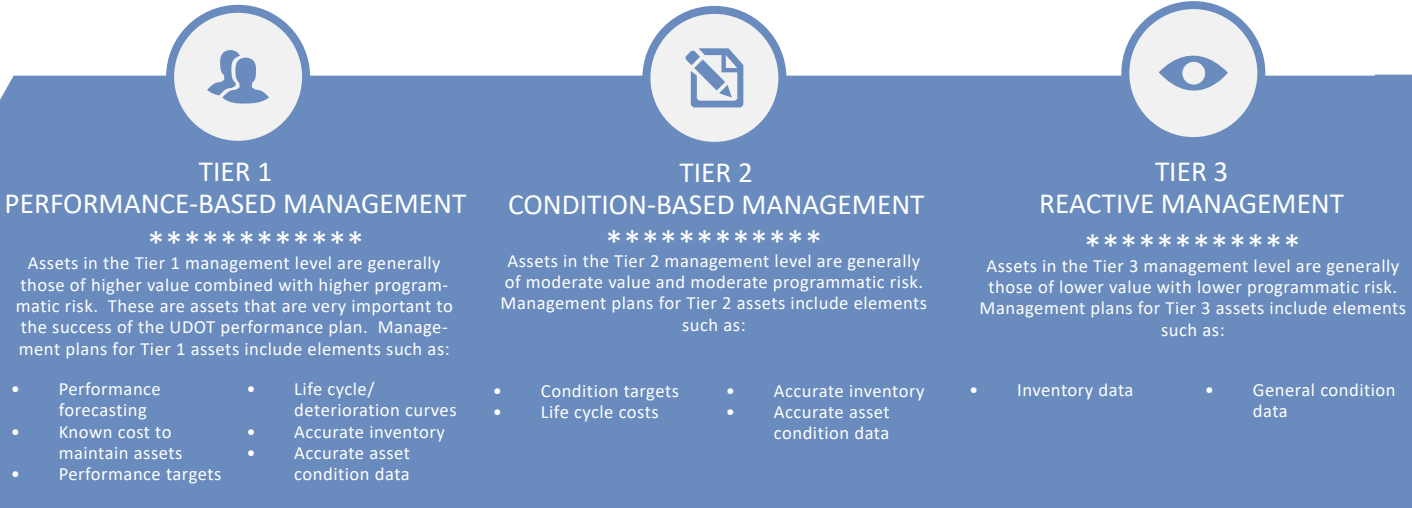 TIER 1
PERFORMANCE-BASED MANAGEMENT
************
Assets in the Tier 1 management level are generally
those of higher value combined with higher program-
matic risk.  These are assets that are very important to
the success of the UDOT performance plan.  Manage-
ment plans for Tier 1 assets include elements such as:
• Performance
forecasting
• Known cost to
maintain assets
• Performance targets
• Life cycle/
deterioration curves
• Accurate inventory
• Accurate asset
condition data
TIER 2
CONDITION-BASED MANAGEMENT
************
Assets in the Tier 2 management level are generally
of moderate value and moderate programmatic risk.
Management plans for Tier 2 assets include elements
such as:
• Condition targets
• Life cycle costs
• Accurate inventory
• Accurate asset
condition data
TIER 3
REACTIVE MANAGEMENT
************
Assets in the Tier 3 management level are generally
those of lower value with lower programmatic risk.
Management plans for Tier 3 assets include elements
such as:
• Inventory data
• General condition
data